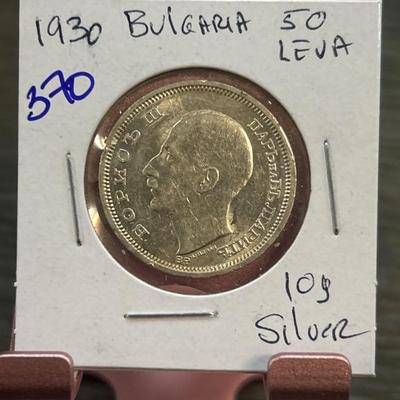 1930 BULGARIA 50
LEVA
370
БОРИСЪ III
ЦАРЬ НА БЪЛГАРИТѢ
10g
SILVER